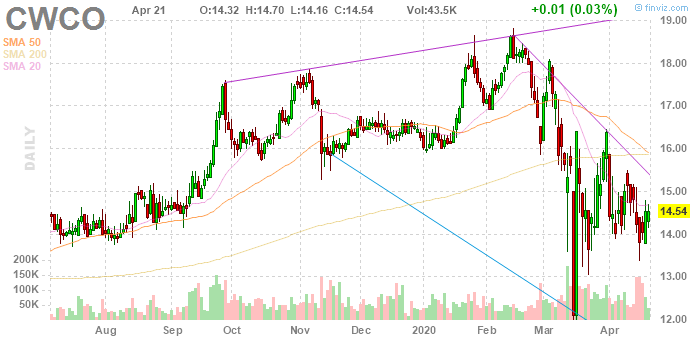 CWCO
Apr 21 O:14.32 H:14.70 L:14.16 C:14.54 Vol:43.5K +0.01 (0.03%)
© finviz.com
SMA 50
SMA 200
SMA 20
DAILY
19.00
18.00
17.00
16.00
15.00
14.54
14.00
13.00
12.00
200K
150K
100K
50K
Aug Sep Oct Nov Dec 2020 Feb Mar Apr